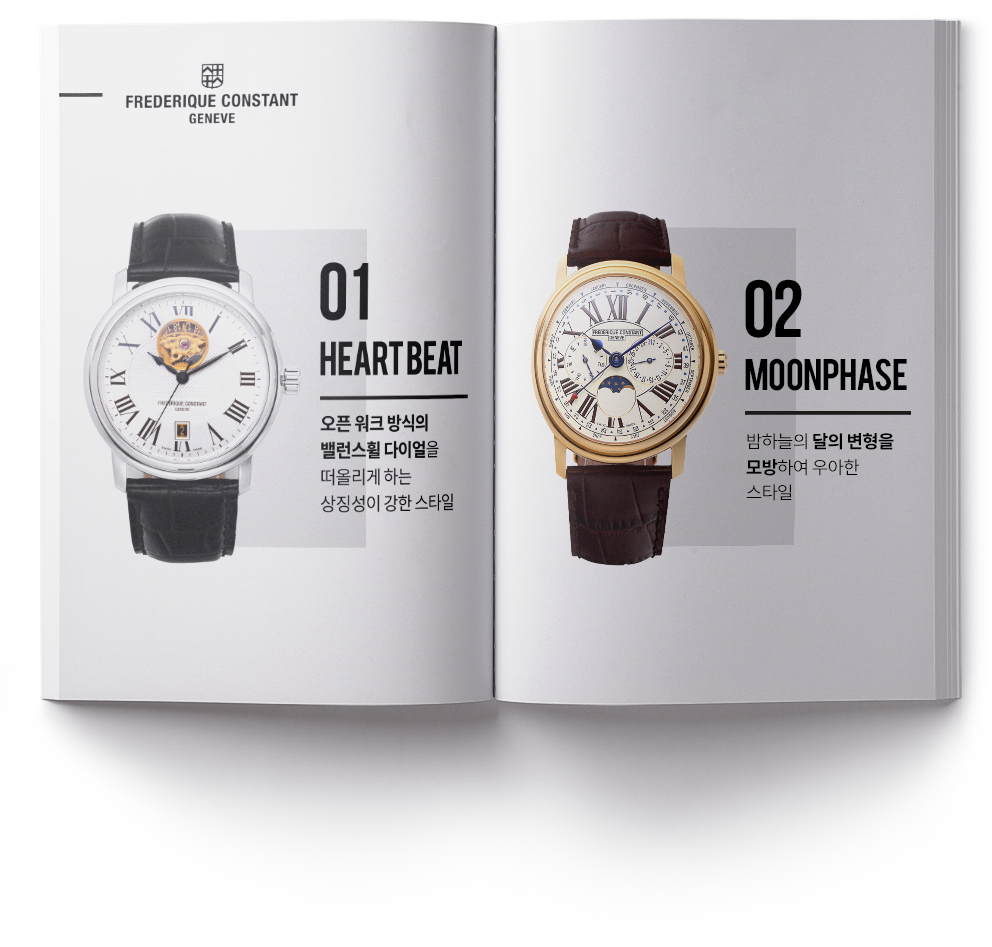 FREDERIQUE CONSTANT
GENEVE
01
HEART BEAT
오픈 워크 방식의
밸런스휠 다이얼을
떠올리게 하는
상징성이 강한 스타일
FREDERIQUE CONSTANT
GENEVE
02
MOONPHASE
밤하늘의 달의 변형을
모방하여 우아한
스타일
FREDERIQUE CONSTANT
GENEVE